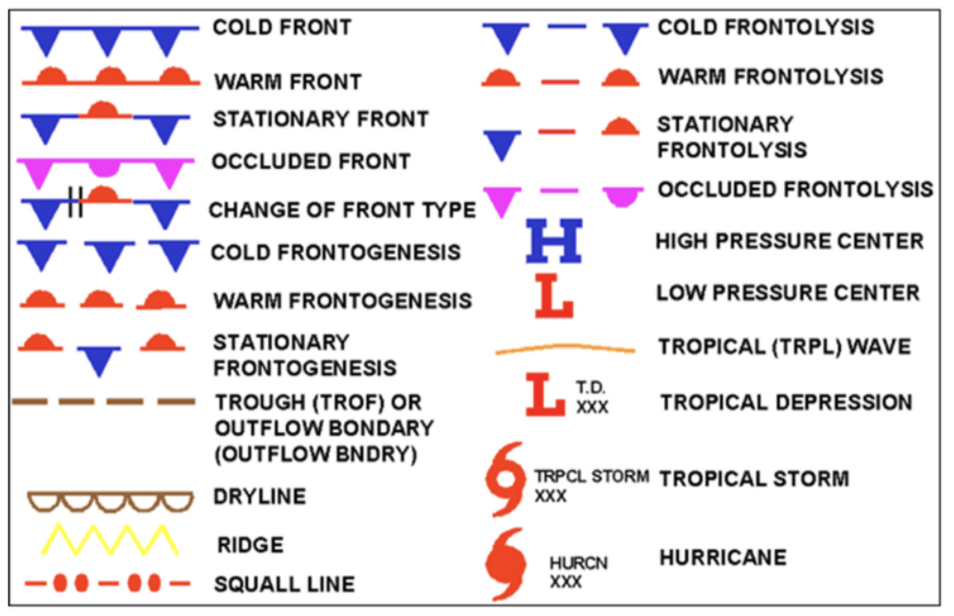 COLD FRONT
WARM FRONT
STATIONARY FRONT
OCCLUDED FRONT
CHANGE OF FRONT TYPE
COLD FRONTOGENESIS
WARM FRONTOGENESIS
STATIONARY
FRONTOGENESIS
TROUGH (TROF) OR
OUTFLOW BONDARY
(OUTFLOW BNDRY)
DRYLINE
RIDGE
SQUALL LINE
COLD FRONTOLYSIS
WARM FRONTOLYSIS
STATIONARY
FRONTOLYSIS
OCCLUDED FRONTOLYSIS
H HIGH PRESSURE CENTER
L LOW PRESSURE CENTER
TROPICAL (TRPL) WAVE
L T.D.
XXX
TROPICAL DEPRESSION
TRPCL STORM
XXX
TROPICAL STORM
HURCN
XXX
HURRICANE